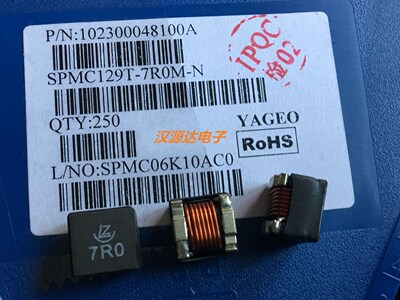 P/N:102300048100A
SPMC129T-7R0M-N
IPQC
检02
QTY:250
YAGEO
汉源达电子
RoHS
L/NO:SPMC06K10AC0
7R0